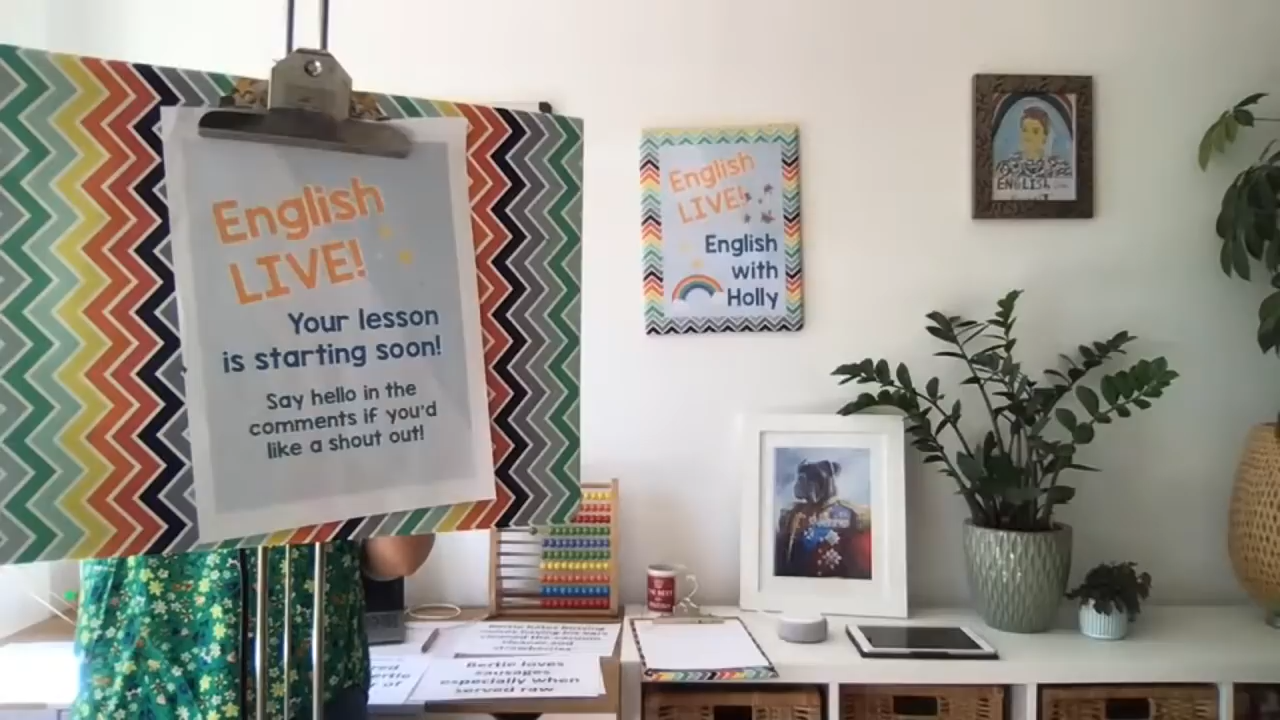 English
LIVE!
Your lesson
is starting soon!
Say hello in the
comments if you'd
like a shout out!
English
LIVE!
English
with
Holly
ENGLISH
Bertie loves
sausages
especially when
served raw